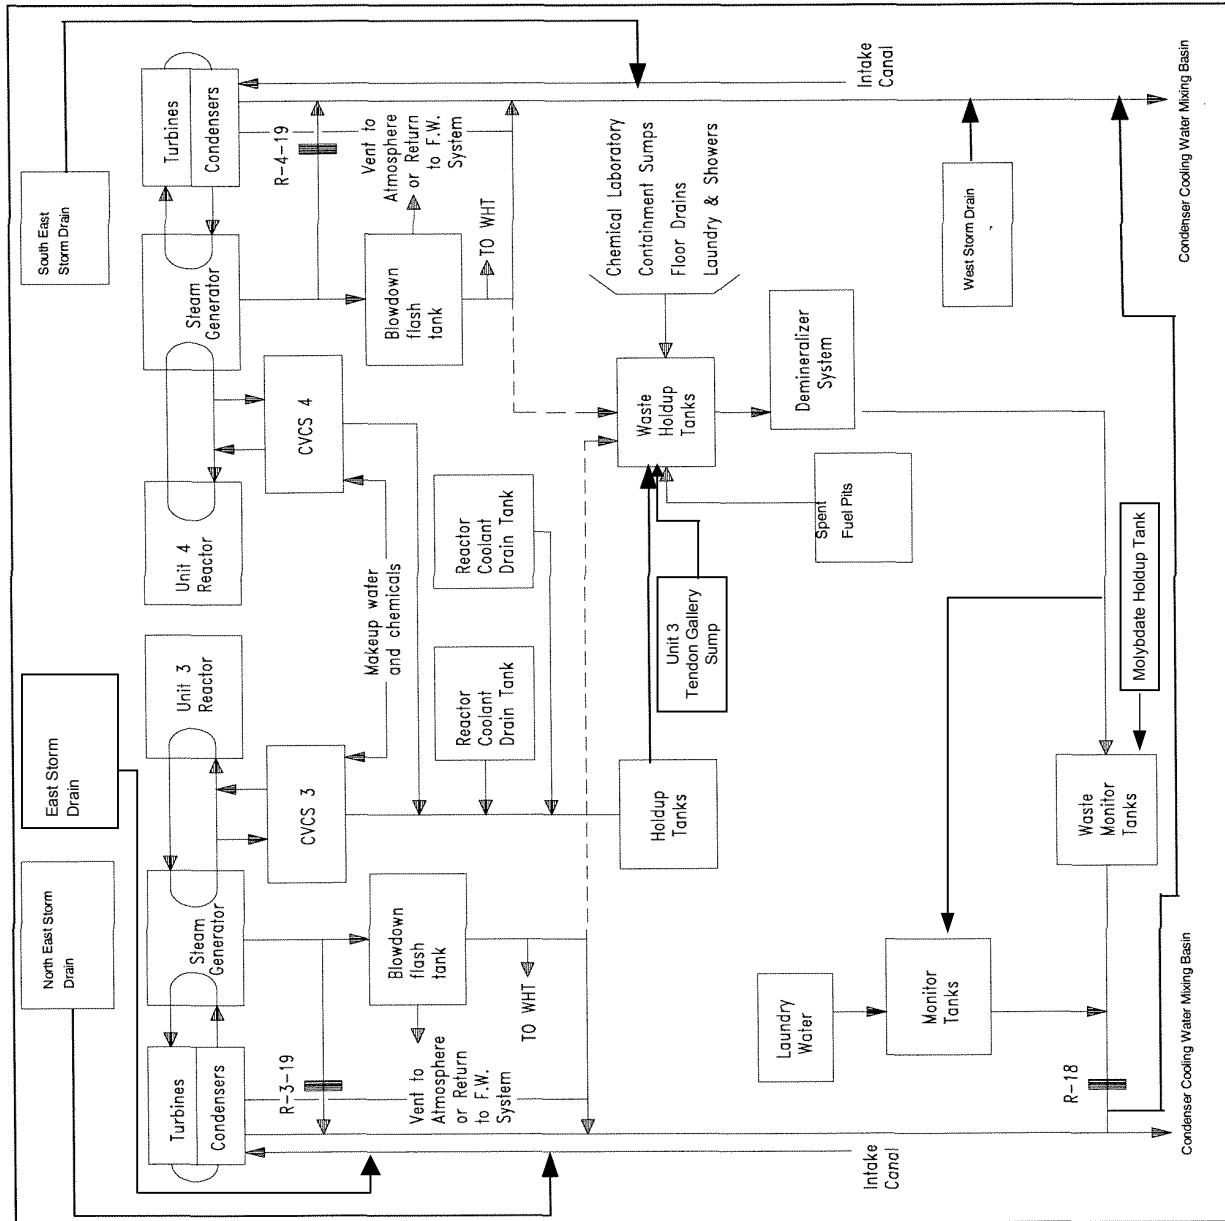 South East
Storm Drain
Turbines
Condensers
R-4-19
Vent to
Atmosphere
or Return
to F.W.
System
Intake
Canal
Condenser Cooling Water Mixing Basin
Steam
Generator
Blowdown
flash
tank
TO WHT
Chemical Laboratory
Containment Sumps
Floor Drains
Laundry & Showers
West Storm Drain
CVCS 4
Waste
Holdup
Tanks
Demineralizer
System
Unit 4
Reactor
Makeup water
and chemicals
Reactor
Coolant
Drain Tank
Spent
Fuel Pits
Molybdate Holdup Tank
Unit 3
Tendon Gallery
Sump
Unit 3
Reactor
East Storm
Drain
CVCS 3
Reactor
Coolant
Drain Tank
Holdup
Tanks
Waste
Monitor
Tanks
North East Storm
Drain
Steam
Generator
Blowdown
flash
tank
TO WHT
Monitor
Tanks
Laundry
Water
Turbines
Condensers
R-3-19
Vent to
Atmosphere
or Return
to F.W.
System
R-18
Intake
Canal
Condenser Cooling Water Mixing Basin